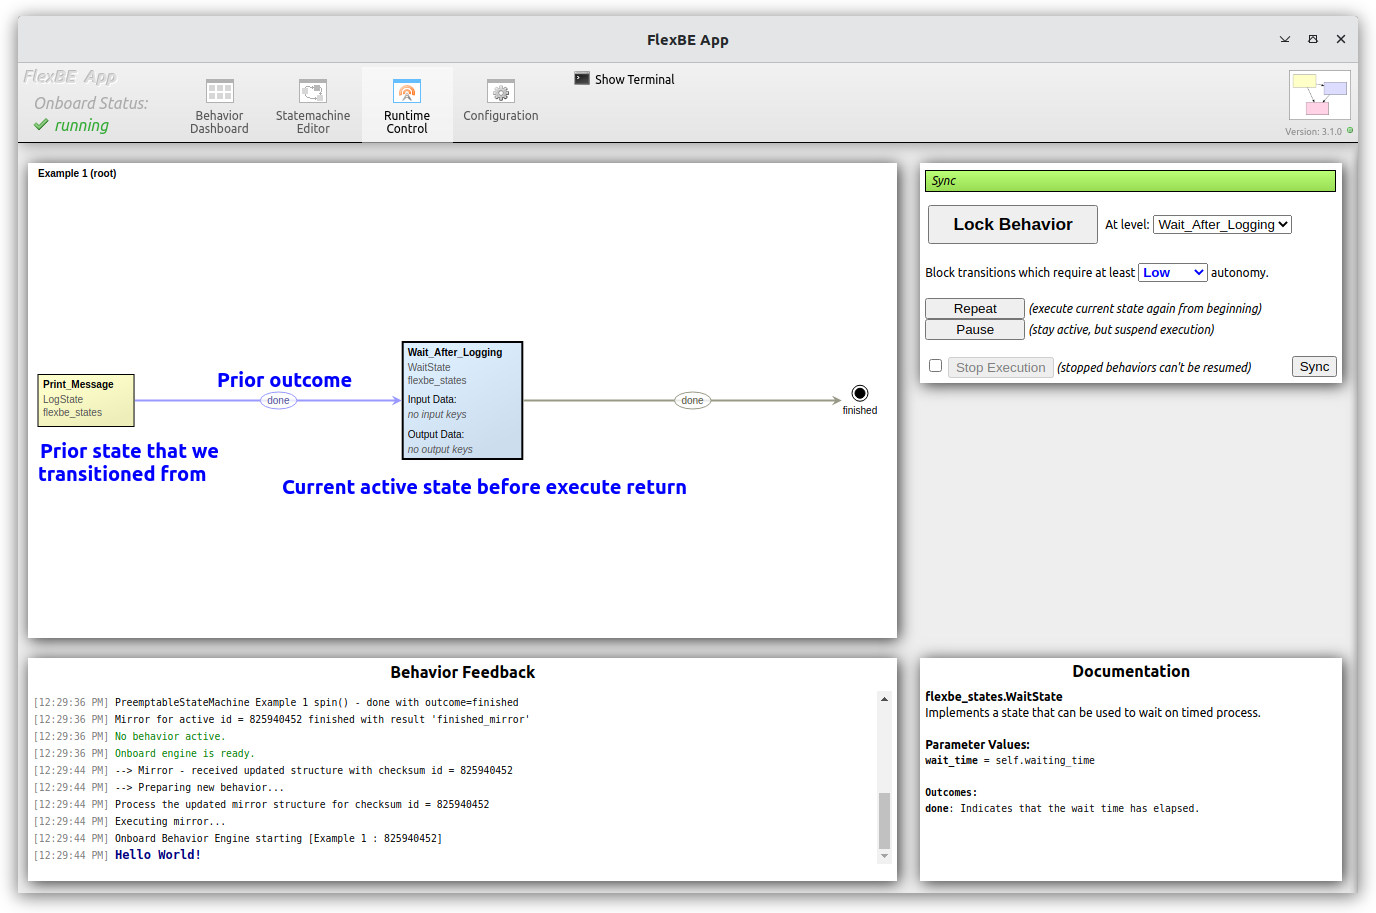 FlexBE App
FlexBE App
Onboard Status:
running
Behavior
Dashboard
Statemachine
Editor
Runtime
Control
Configuration
Show Terminal
Version: 3.1.0
Example 1 (root)
Print_Message
LogState
flexbe_states
Prior outcome
done
Prior state that we
transitioned from
Wait_After_Logging
WaitState
flexbe_states
Input Data:
no input keys
Output Data:
no output keys
Current active state before execute return
done
finished
Sync
Lock Behavior At level: Wait_After_Logging
Block transitions which require at least Low autonomy.
Repeat (execute current state again from beginning)
Pause (stay active, but suspend execution)
Stop Execution (stopped behaviors can't be resumed) Sync
Behavior Feedback
[12:29:36 PM] PreemptableStateMachine Example 1 spin() - done with outcome=finished
[12:29:36 PM] Mirror for active id = 825940452 finished with result 'finished_mirror'
[12:29:36 PM] No behavior active.
[12:29:36 PM] Onboard engine is ready.
[12:29:44 PM] --> Mirror - received updated structure with checksum id = 825940452
[12:29:44 PM] --> Preparing new behavior...
[12:29:44 PM] Process the updated mirror structure for checksum id = 825940452
[12:29:44 PM] Executing mirror...
[12:29:44 PM] Onboard Behavior Engine starting [Example 1 : 825940452]
[12:29:44 PM] Hello World!
Documentation
flexbe_states.WaitState
Implements a state that can be used to wait on timed process.
Parameter Values:
wait_time = self.waiting_time
Outcomes:
done: Indicates that the wait time has elapsed.